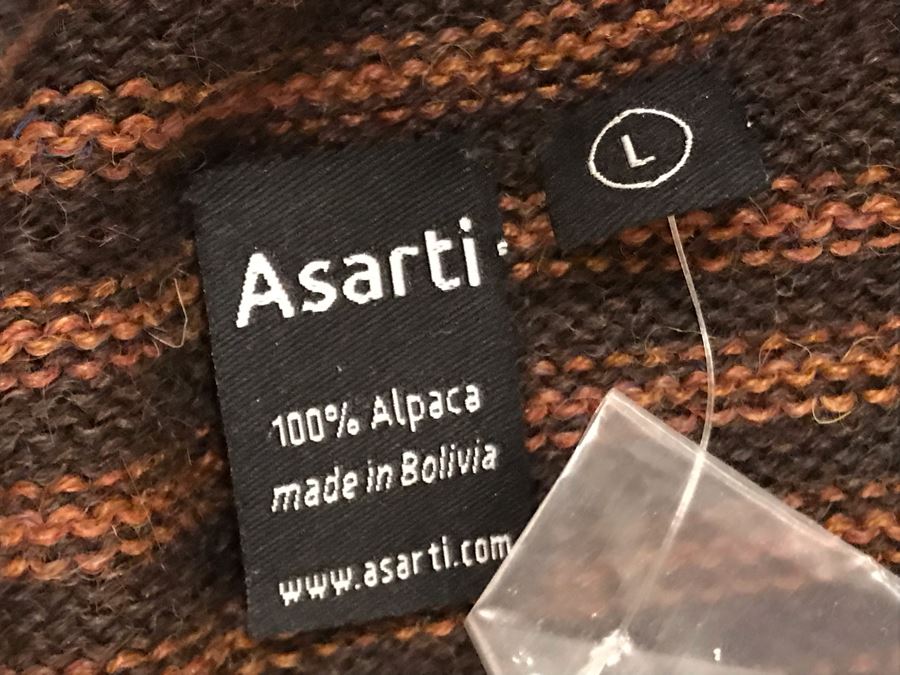 Asarti
L
100% Alpaca
made in Bolivia
www.asarti.com